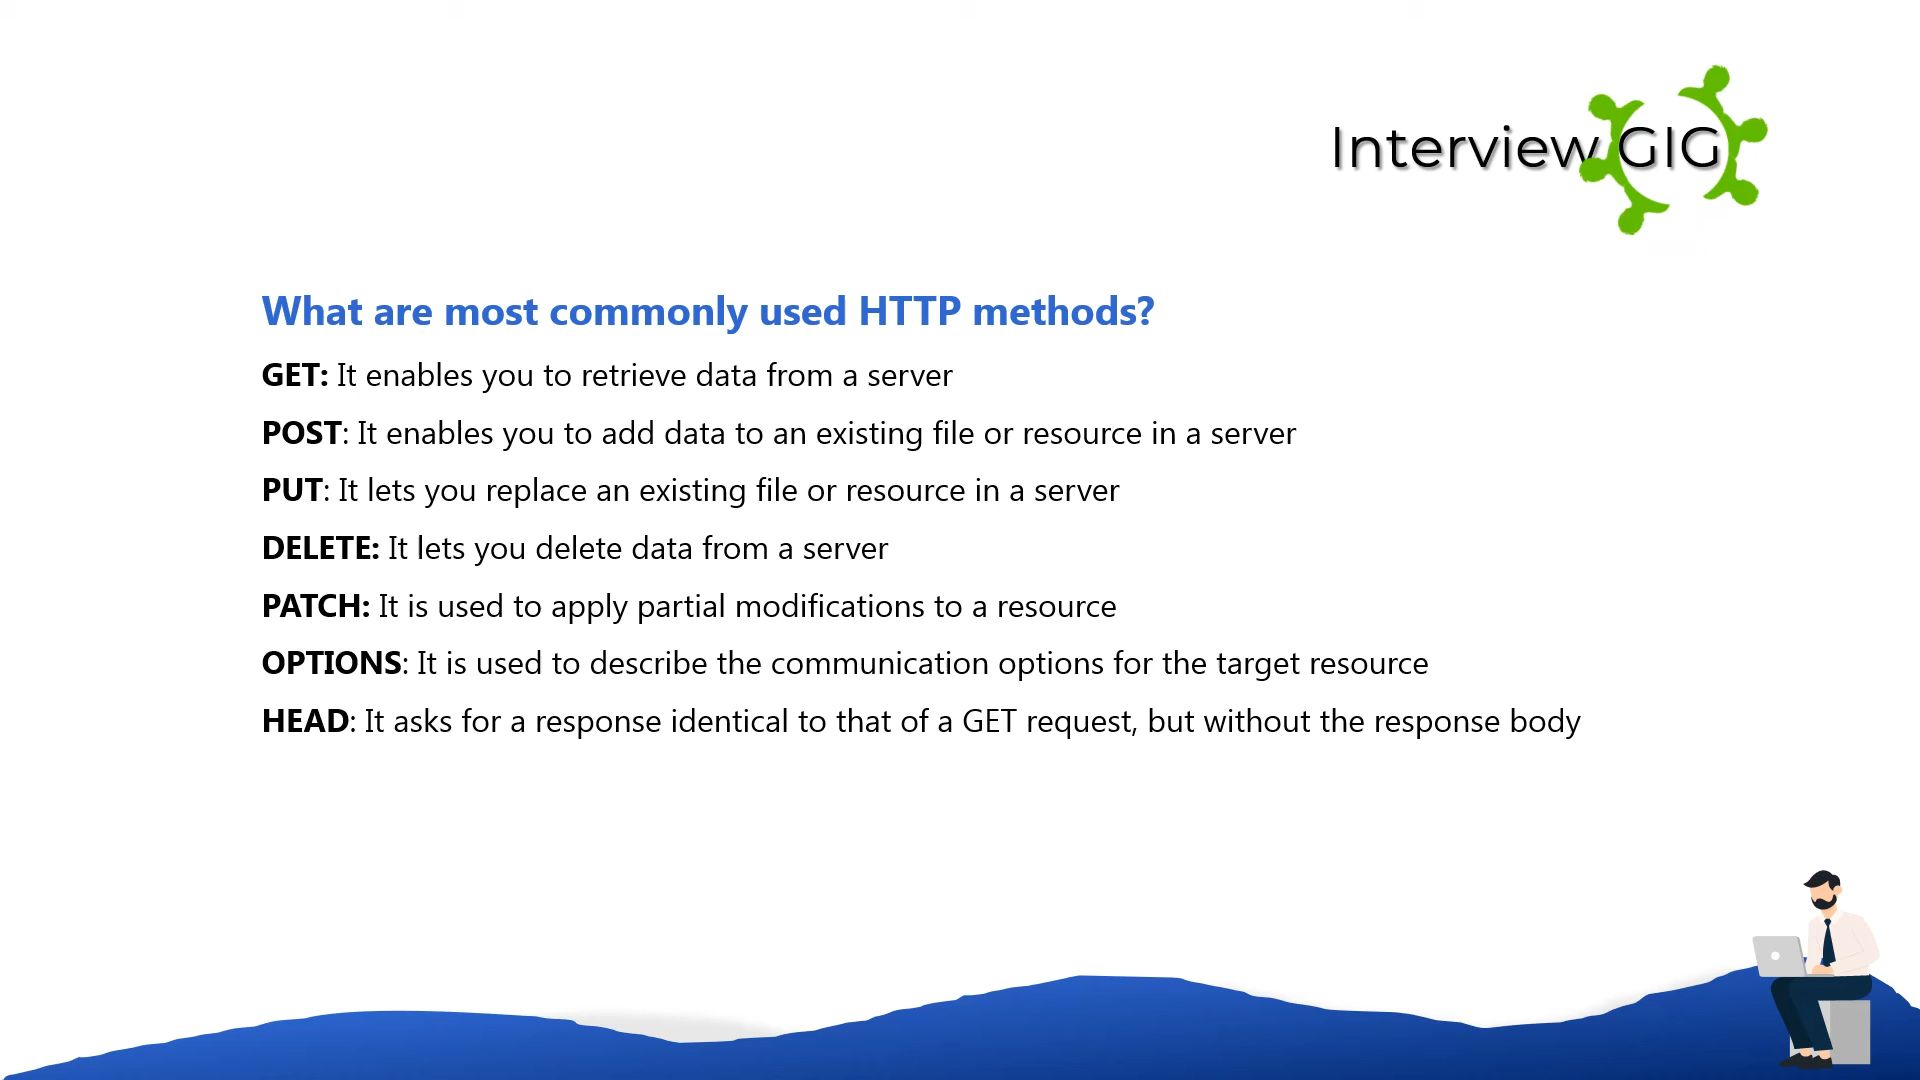 Interview GIG
What are most commonly used HTTP methods?
GET: It enables you to retrieve data from a server
POST: It enables you to add data to an existing file or resource in a server
PUT: It lets you replace an existing file or resource in a server
DELETE: It lets you delete data from a server
PATCH: It is used to apply partial modifications to a resource
OPTIONS: It is used to describe the communication options for the target resource
HEAD: It asks for a response identical to that of a GET request, but without the response body